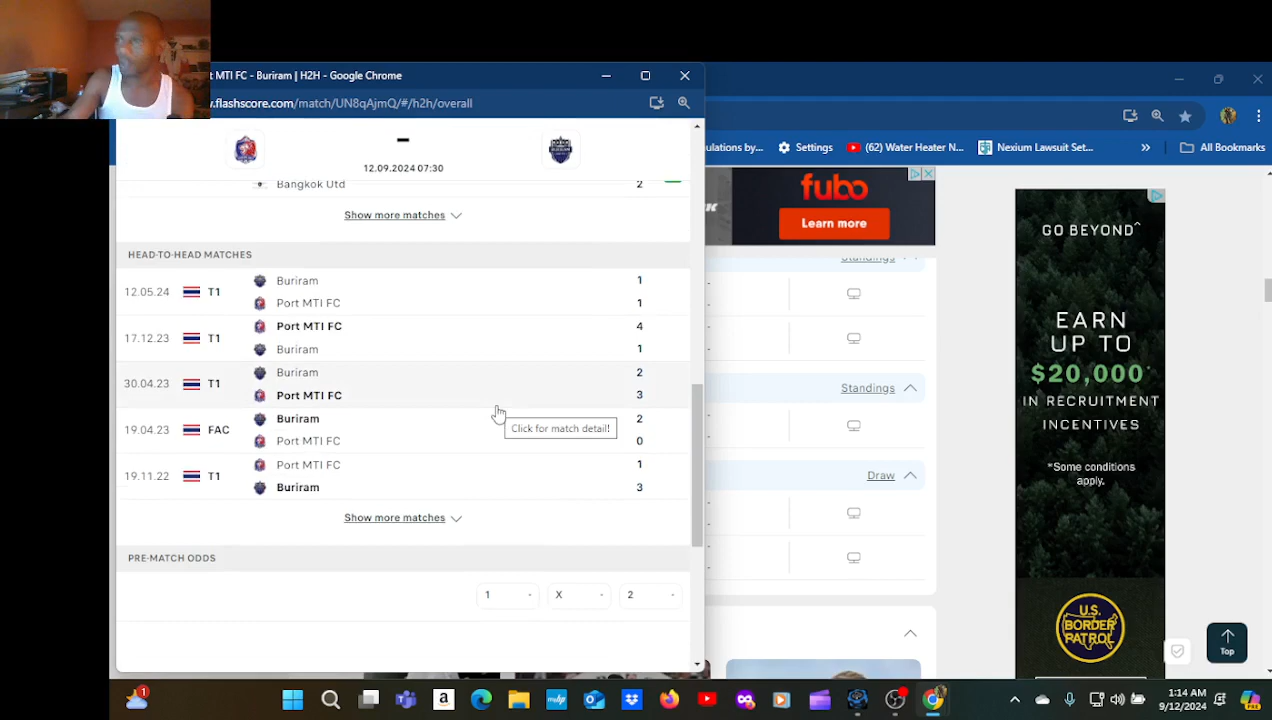 t MTI FC - Buriram | H2H - Google Chrome
.flashscore.com/match/UN8qAjmQ/#/h2h/overall
ulations by...
Settings
(62) Water Heater N...
Nexium Lawsuit Set...
»
All Bookmarks
12.09.2024 07:30
Bangkok Utd 2
Show more matches
HEAD-TO-HEAD MATCHES
12.05.24 T1 Buriram 1
Port MTI FC 1
17.12.23 T1 Port MTI FC 4
Buriram 1
30.04.23 T1 Buriram 2
Port MTI FC 3
19.04.23 FAC Buriram 2
Port MTI FC 0
19.11.22 T1 Port MTI FC 1
Buriram 3
Click for match detail!
Show more matches
PRE-MATCH ODDS
1 -
X -
2 -
fubo
Learn more
Standings
Standings
Draw
GO BEYOND^
EARN
UP TO
$20,000*
IN RECRUITMENT
INCENTIVES
*Some conditions
apply.
U.S.
BORDER
PATROL
Top
1
a
mylp
1:14 AM
9/12/2024
PRE